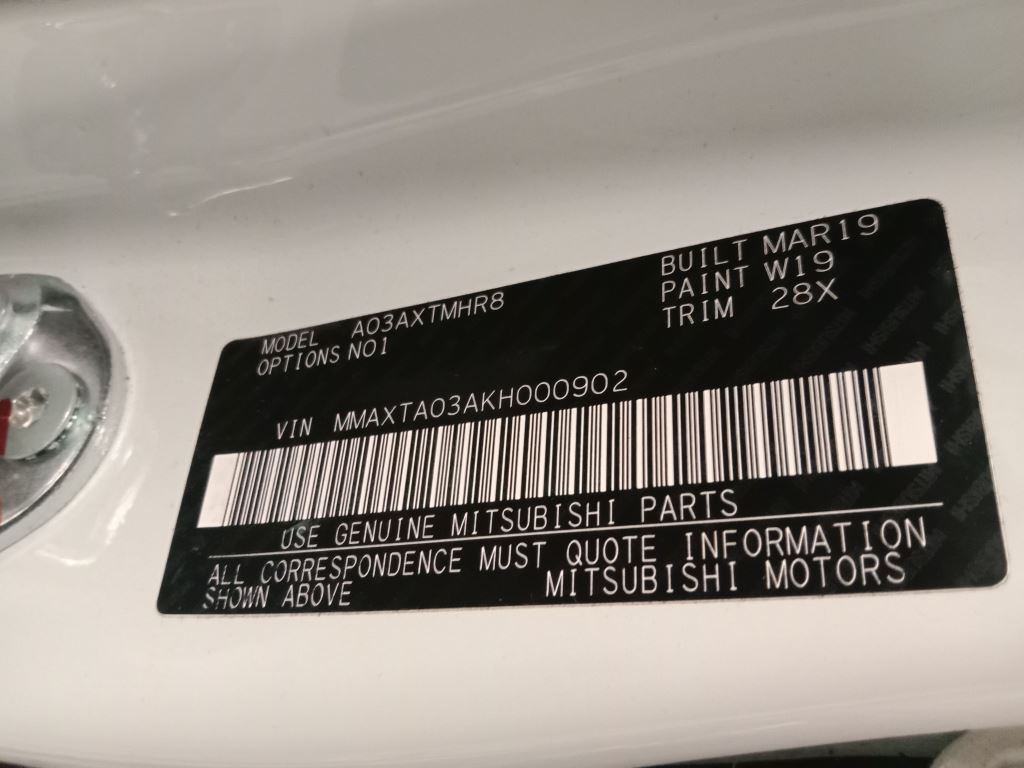 MODEL A03AXTMHR8
OPTIONS NO1
BUILT MAR19
PAINT W19
TRIM 28X
VIN MMAXTA03AKH000902
USE GENUINE MITSUBISHI PARTS
ALL CORRESPONDENCE MUST QUOTE INFORMATION
SHOWN ABOVE MITSUBISHI MOTORS